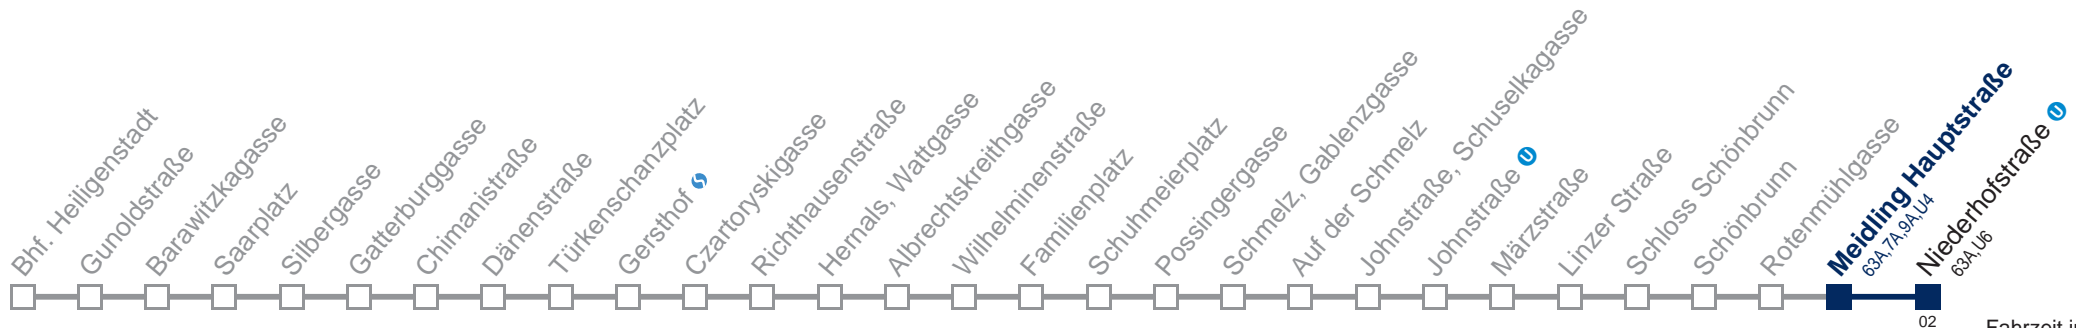 Bhf. Heiligenstadt
Gunoldstraße
Barawitzkagasse
Saarplatz
Silbergasse
Gatterburggasse
Chimanistraße
Dänenstraße
Türkenschanzplatz
Gersthof
Czartoryskigasse
Richthausenstraße
Hernals, Wattgasse
Albrechtskreithgasse
Wilhelminenstraße
Familienplatz
Schuhmeierplatz
Possingergasse
Schmelz, Gablenzgasse
Auf der Schmelz
Johnstraße, Schuselkagasse
Johnstraße U
Märzstraße
Linzer Straße
Schloss Schönbrunn
Schönbrunn
Rotenmühlgasse
Meidling Hauptstraße
63A,7A,9A,U4
Niederhofstraße U
63A, U6
02
Fahrzeit